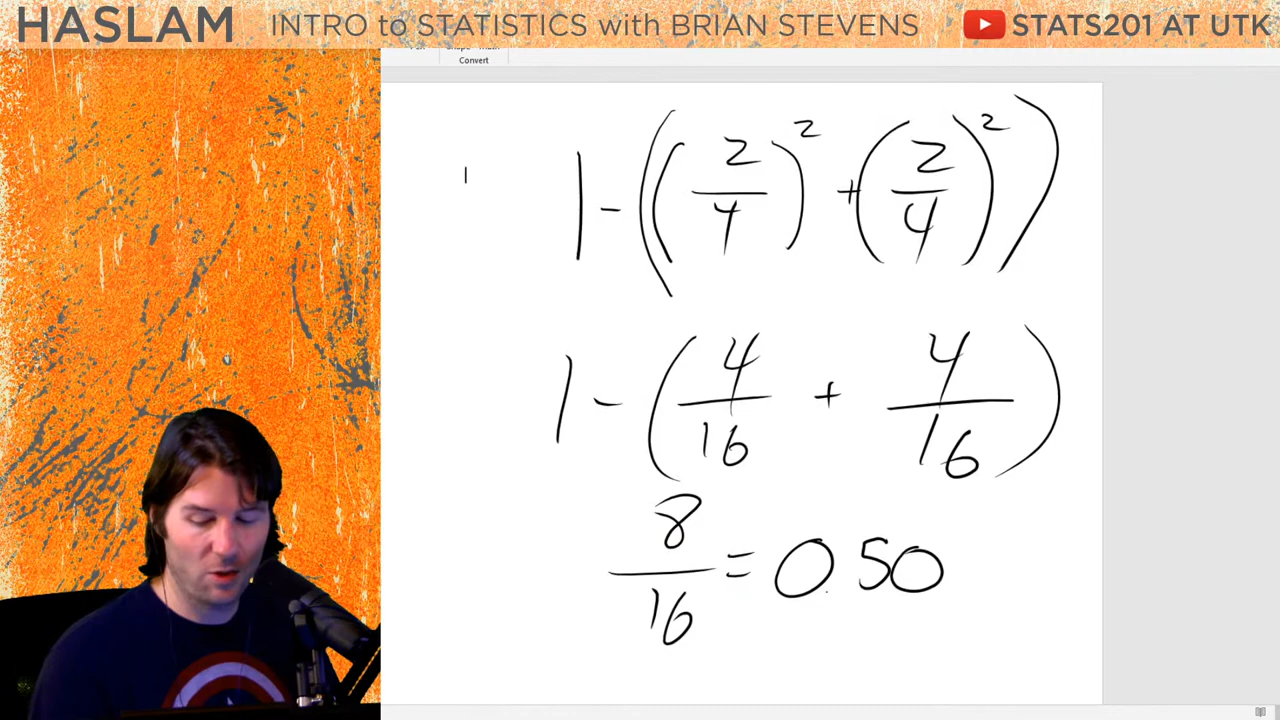 HASLAM INTRO to STATISTICS with BRIAN STEVENS STATS201 AT UTK
Convert
1 - ((2/4)² + (2/4)²)
1 - (4/16 + 4/16)
8/16 = 0.50